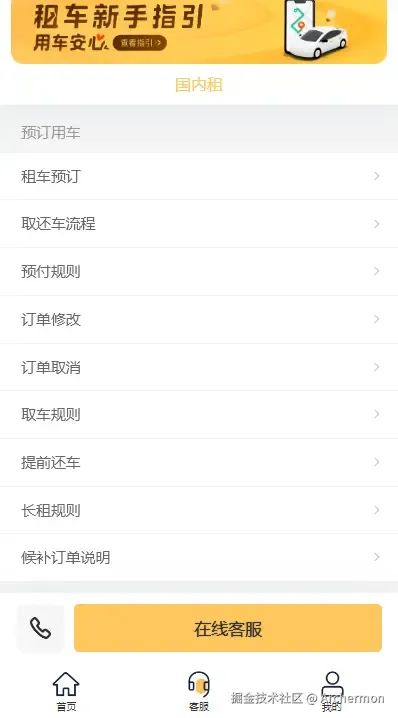 租车新手指引
用车安心
查看指引
国内租
预订用车
租车预订
取还车流程
预付规则
订单修改
订单取消
取车规则
提前还车
长租规则
候补订单说明
在线客服
首页
客服
我的
掘金技术社区 @ Archermon